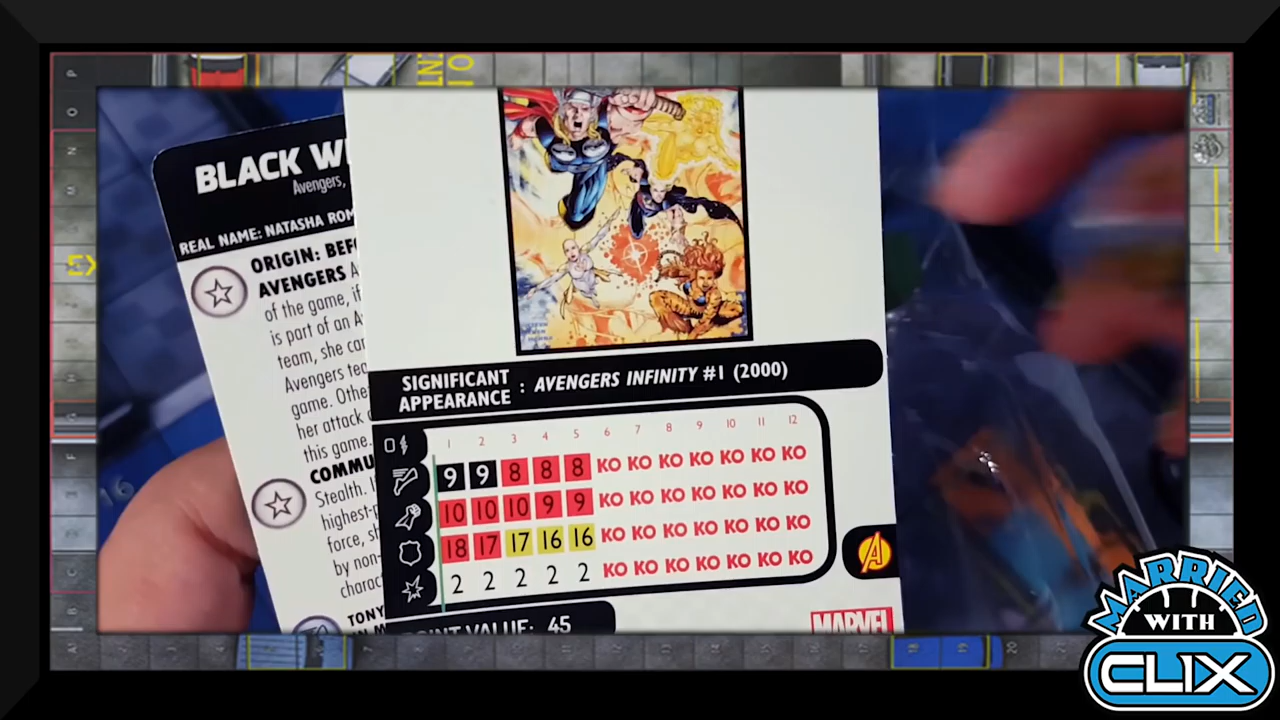 BLACK WI
Avengers,
REAL NAME: NATASHA ROM
ORIGIN: BEF
AVENGERS A
of the game, if
is part of an A
team, she can
Avengers tea
game. Othe
her attack
this game.
COMMU
Stealth. I
highest-p
force, s
by non-
charac
TONY
SIGNIFICANT APPEARANCE : AVENGERS INFINITY #1 (2000)
1 2 3 4 5 6 7 8 9 10 11 12
9 9 8 8 8 KO KO KO KO KO KO KO
10 10 10 9 9 KO KO KO KO KO KO KO
18 17 17 16 16 KO KO KO KO KO KO KO
2 2 2 2 2 KO KO KO KO KO KO KO
POINT VALUE: 45
MARVEL
MARRIED
WITH
CLIX